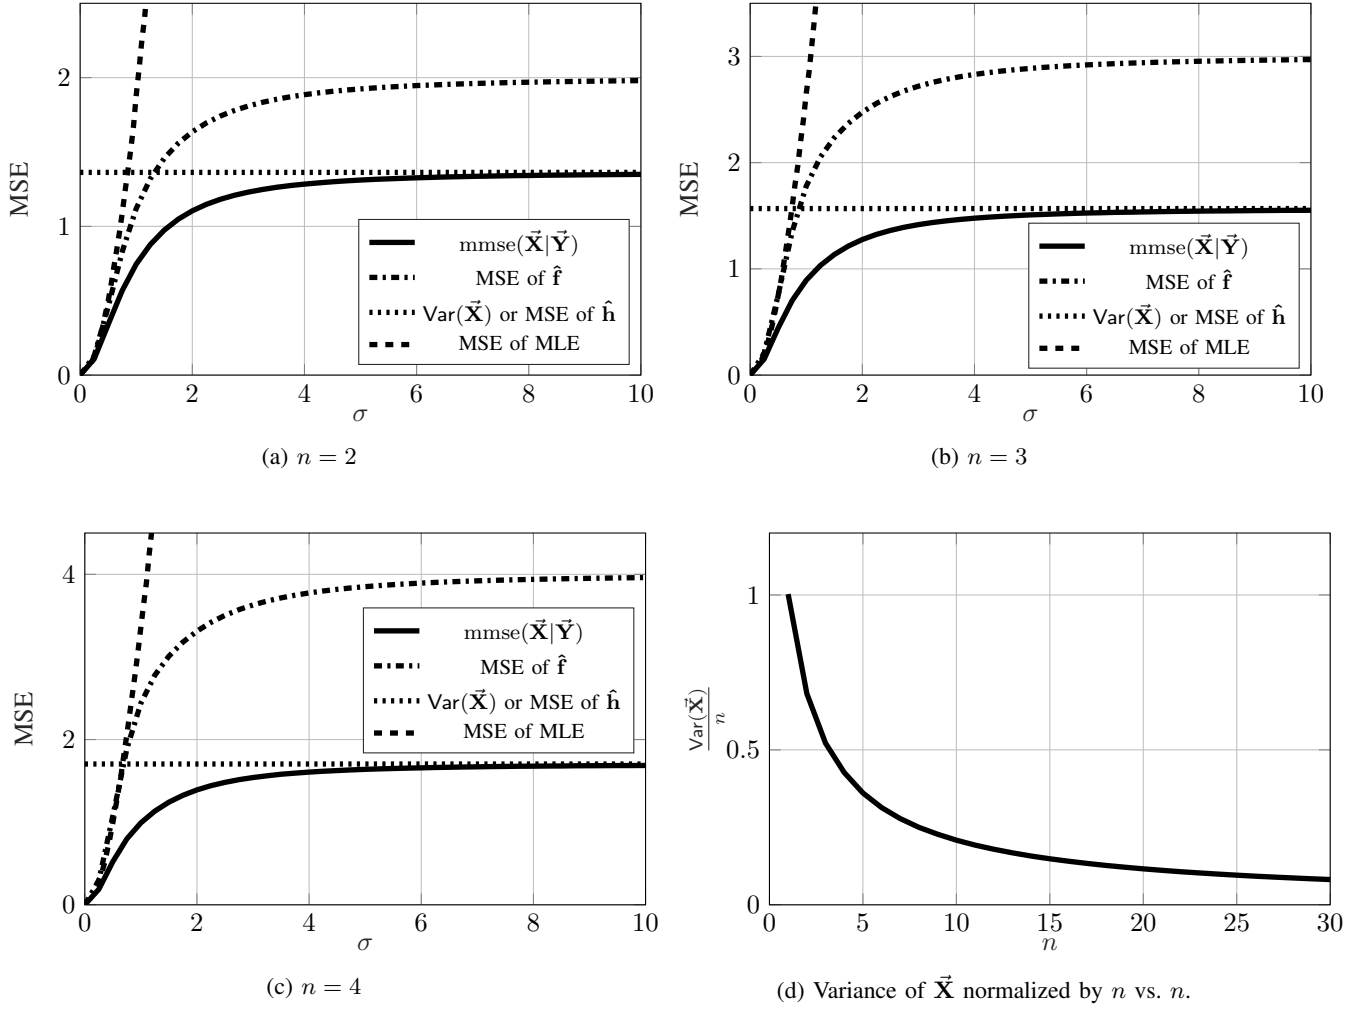 2
1
0
0 2 4 6 8 10
MSE
σ
mmse(X⃗|Y⃗)
MSE of f̂
Var(X⃗) or MSE of ĥ
MSE of MLE
(a) n = 2
3
2
1
0
0 2 4 6 8 10
MSE
σ
mmse(X⃗|Y⃗)
MSE of f̂
Var(X⃗) or MSE of ĥ
MSE of MLE
(b) n = 3
4
2
0
0 2 4 6 8 10
MSE
σ
mmse(X⃗|Y⃗)
MSE of f̂
Var(X⃗) or MSE of ĥ
MSE of MLE
(c) n = 4
1
0.5
0
0 5 10 15 20 25 30
Var(X⃗)
n
n
(d) Variance of X⃗ normalized by n vs. n.